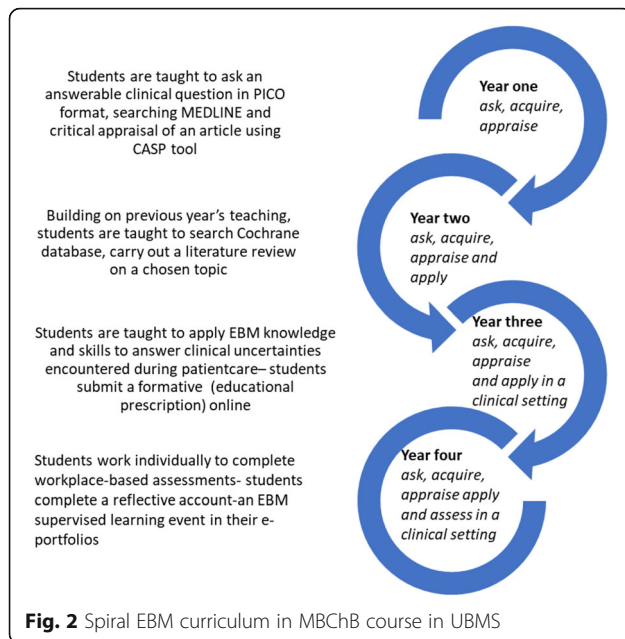 Students are taught to ask an
answerable clinical question in PICO
format, searching MEDLINE and
critical appraisal of an article using
CASP tool
Year one
ask, acquire,
appraise
Building on previous year's teaching,
students are taught to search Cochrane
database, carry out a literature review
on a chosen topic
Year two
ask, acquire,
appraise and
apply
Students are taught to apply EBM knowledge
and skills to answer clinical uncertainties
encountered during patientcare– students
submit a formative (educational
prescription) online
Year three
ask, acquire,
appraise
and apply in a
clinical setting
Students work individually to complete
workplace-based assessments- students
complete a reflective account-an EBM
supervised learning event in their e-
portfolios
Year four
ask, acquire,
appraise apply
and assess in a
clinical setting
Fig. 2 Spiral EBM curriculum in MBChB course in UBMS